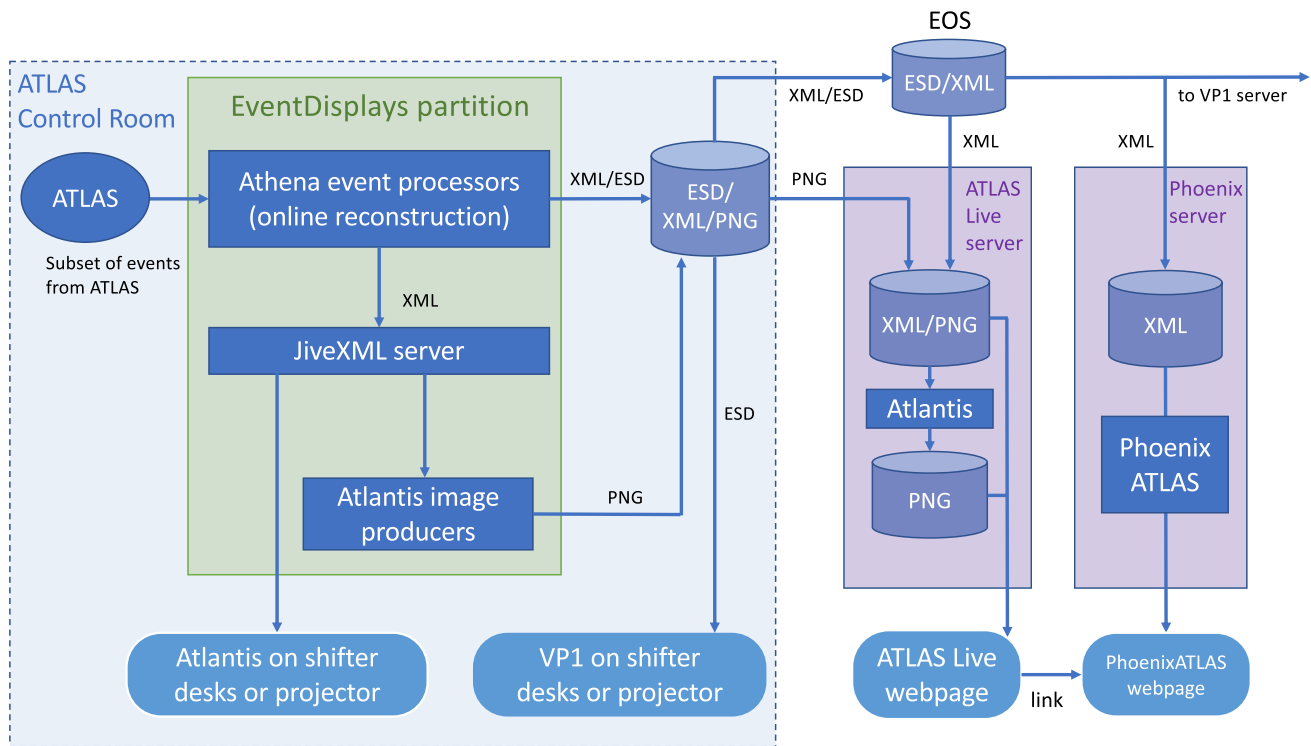 EOS
ATLAS
Control Room
EventDisplays partition
ESD/XML
XML/ESD
to VP1 server
ATLAS
Subset of events
from ATLAS
Athena event processors
(online reconstruction)
XML/ESD
ESD/
XML/PNG
PNG
XML
XML
ATLAS
Live
server
Phoenix
server
XML
JiveXML server
XML/PNG
XML
Atlantis
ESD
Phoenix
ATLAS
Atlantis image
producers
PNG
PNG
Atlantis on shifter
desks or projector
VP1 on shifter
desks or projector
ATLAS Live
webpage
link
PhoenixATLAS
webpage